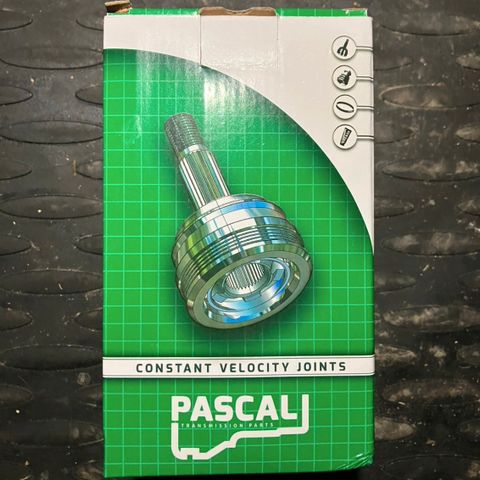 CONSTANT VELOCITY JOINTS
PASCAL
TRANSMISSION PARTS